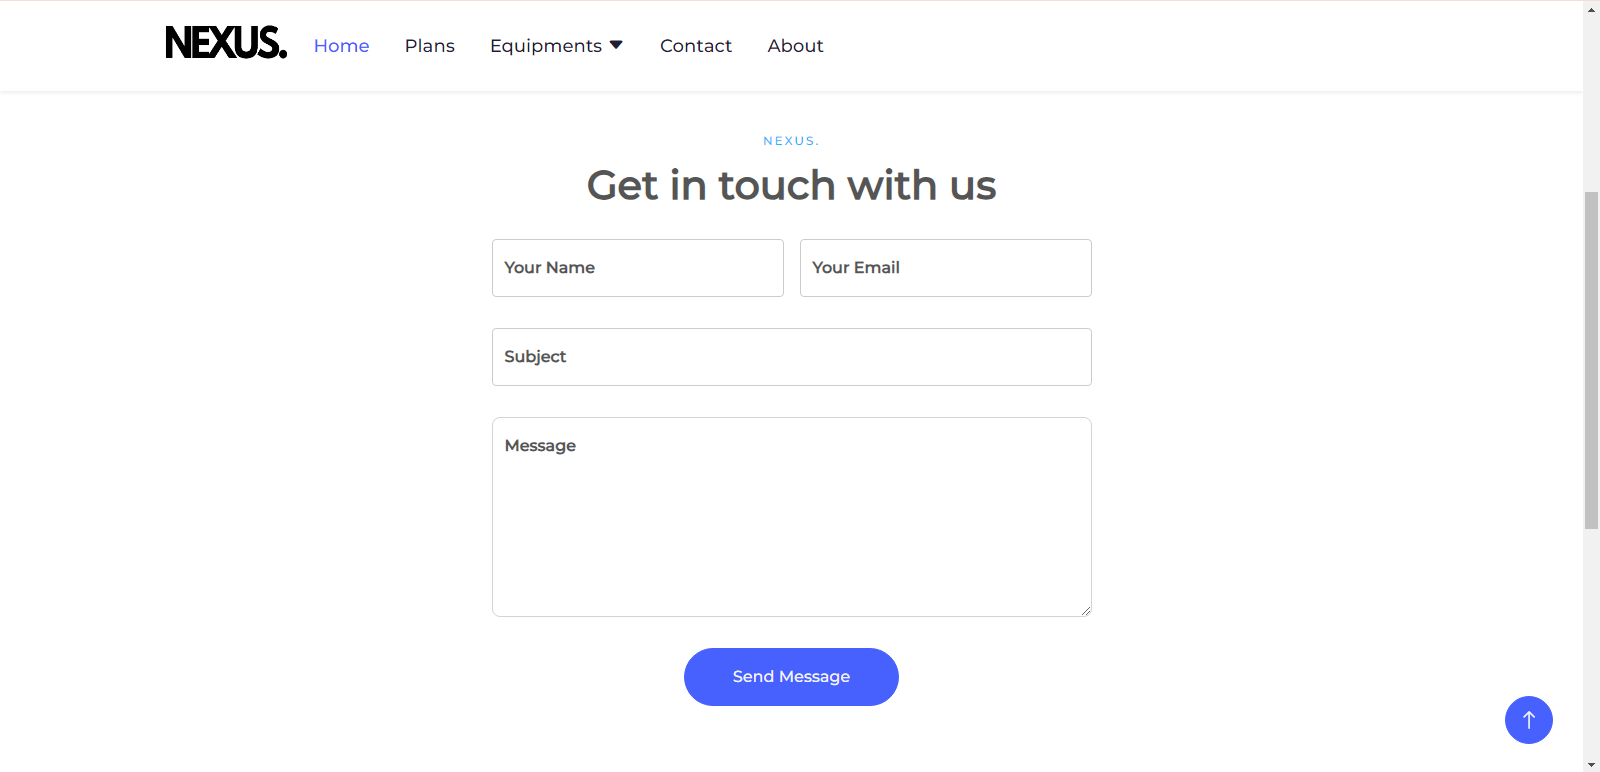 NEXUS. Home Plans Equipments Contact About
NEXUS.
Get in touch with us
Your Name Your Email
Subject
Message
Send Message